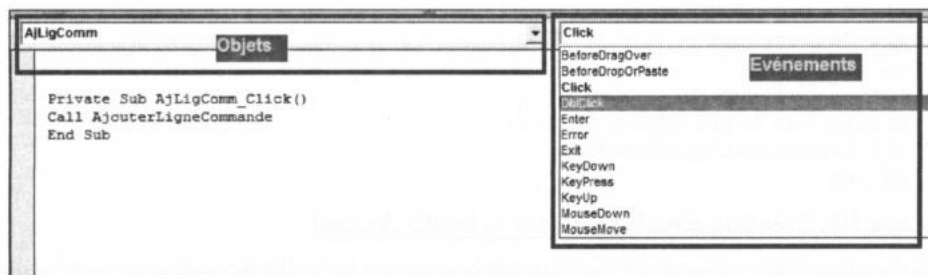 AjLigComm
Objets
Private Sub AjLigComm_Click()
Call AjouterLigneCommande
End Sub
Click
Evénements
BeforeDragOver
BeforeDropOrPaste
Click
DblClick
Enter
Error
Exit
KeyDown
KeyPress
KeyUp
MouseDown
MouseMove